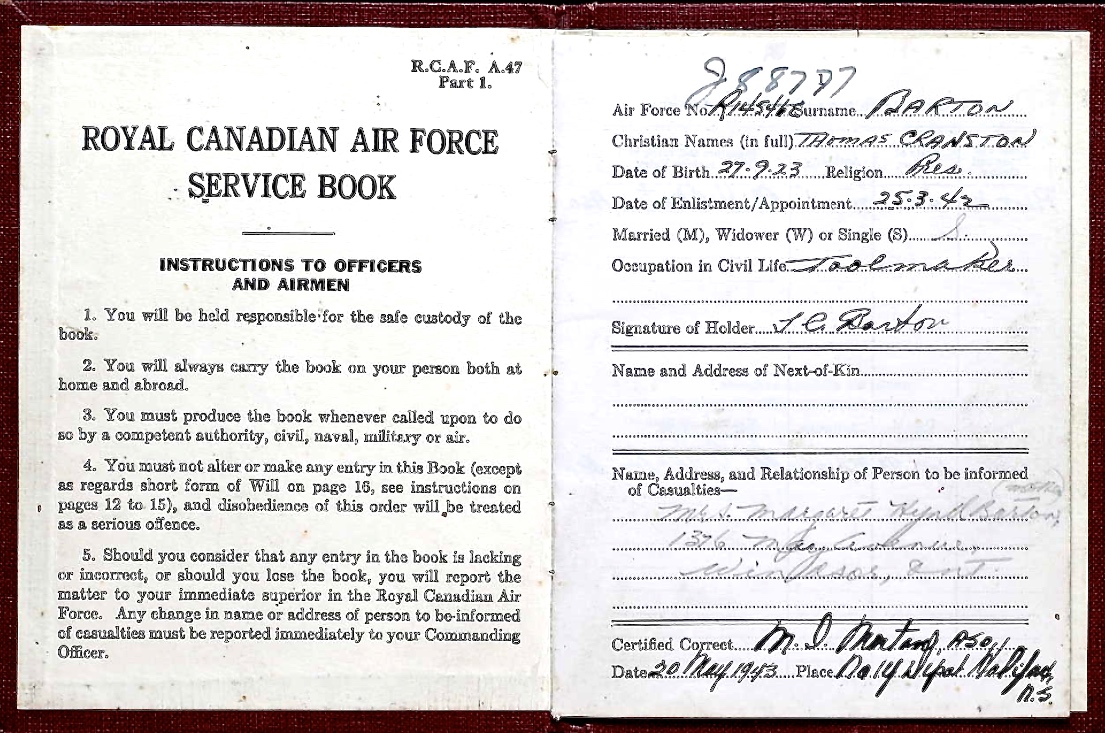 R.C.A.F. A.47
Part 1.
ROYAL CANADIAN AIR FORCE
SERVICE BOOK
INSTRUCTIONS TO OFFICERS
AND AIRMEN
1. You will be held responsible for the safe custody of the
book.
2. You will always carry the book on your person both at
home and abroad.
3. You must produce the book whenever called upon to do
so by a competent authority, civil, naval, military or air.
4. You must not alter or make any entry in this Book (except
as regards short form of Will on page 16, see instructions on
pages 12 to 15), and disobedience of this order will be treated
as a serious offence.
5. Should you consider that any entry in the book is lacking
or incorrect, or should you lose the book, you will report the
matter to your immediate superior in the Royal Canadian Air
Force. Any change in name or address of person to be informed
of casualties must be reported immediately to your Commanding
Officer.
Air Force No. Surname BARTON
Christian Names (in full) THOMAS CRANSTON
Date of Birth 27.9.23 Religion Pres.
Date of Enlistment/Appointment 25.3.42
Married (M), Widower (W) or Single (S) S.
Occupation in Civil Life Toolmaker
Signature of Holder T.C. Barton
Name and Address of Next-of-Kin
Name, Address, and Relationship of Person to be informed
of Casualties— (mother)
Mrs. Margaret Barton,
1376 Avenue,
Windsor, Ont.
Certified Correct M.
Date 20 May 1943 Place Halifax,
N.S.